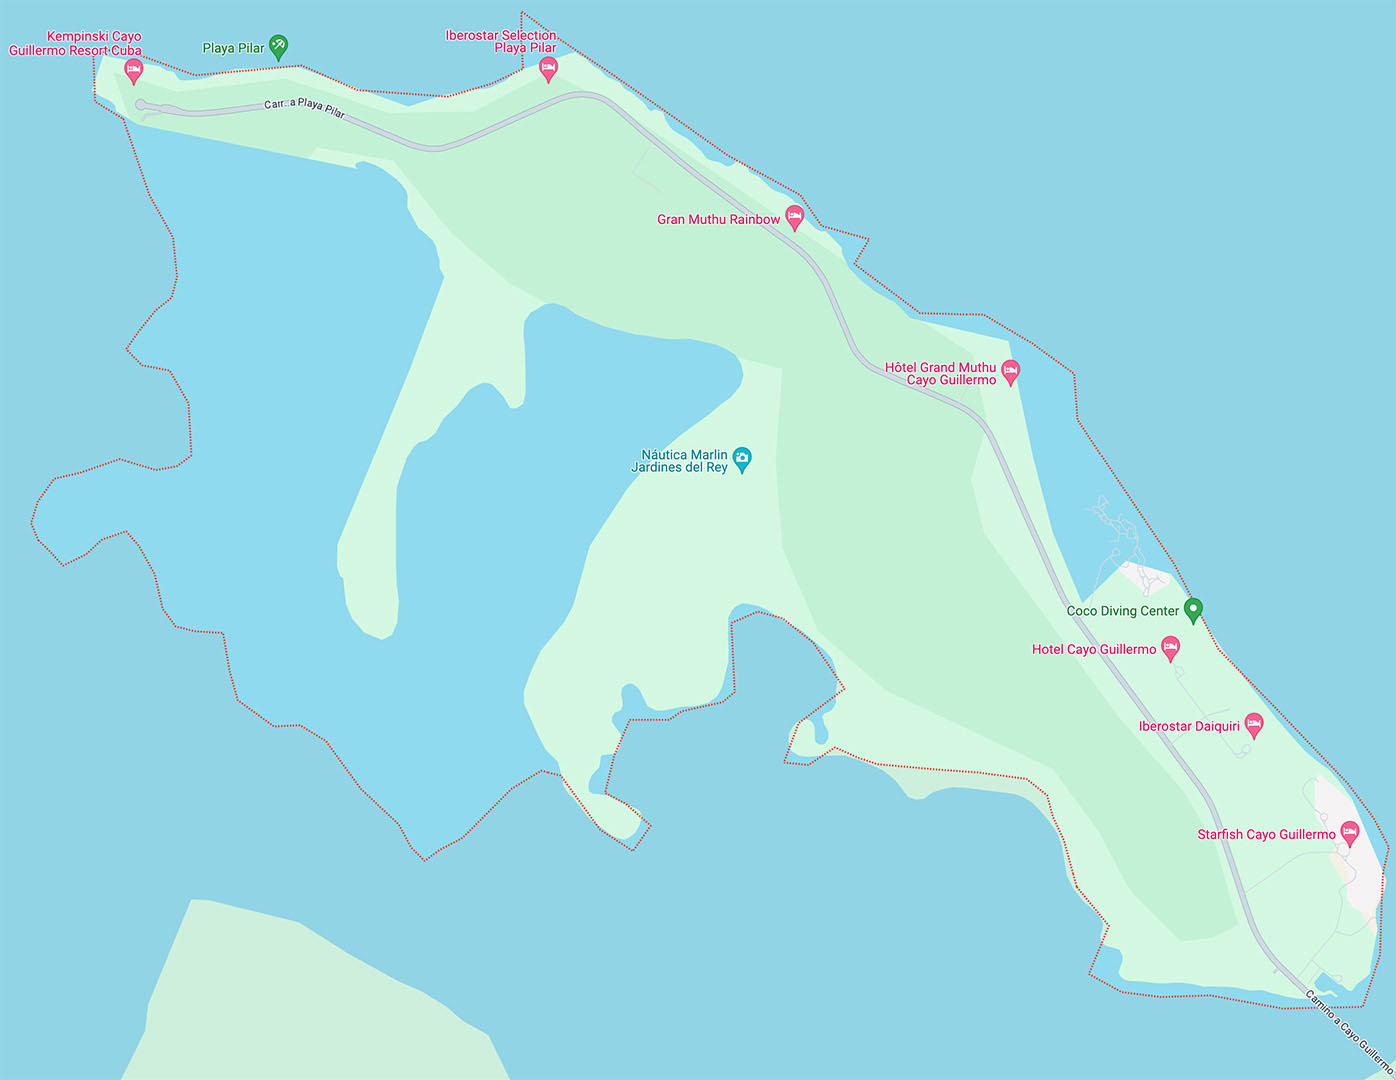 Kempinski Cayo
Guillermo Resort Cuba
Playa Pilar
Iberostar Selection
Playa Pilar
Carr. a Playa Pilar
Gran Muthu Rainbow
Hôtel Grand Muthu
Cayo Guillermo
Náutica Marlin
Jardines del Rey
Coco Diving Center
Hotel Cayo Guillermo
Iberostar Daiquiri
Starfish Cayo Guillermo
Camino a Cayo Guillermo